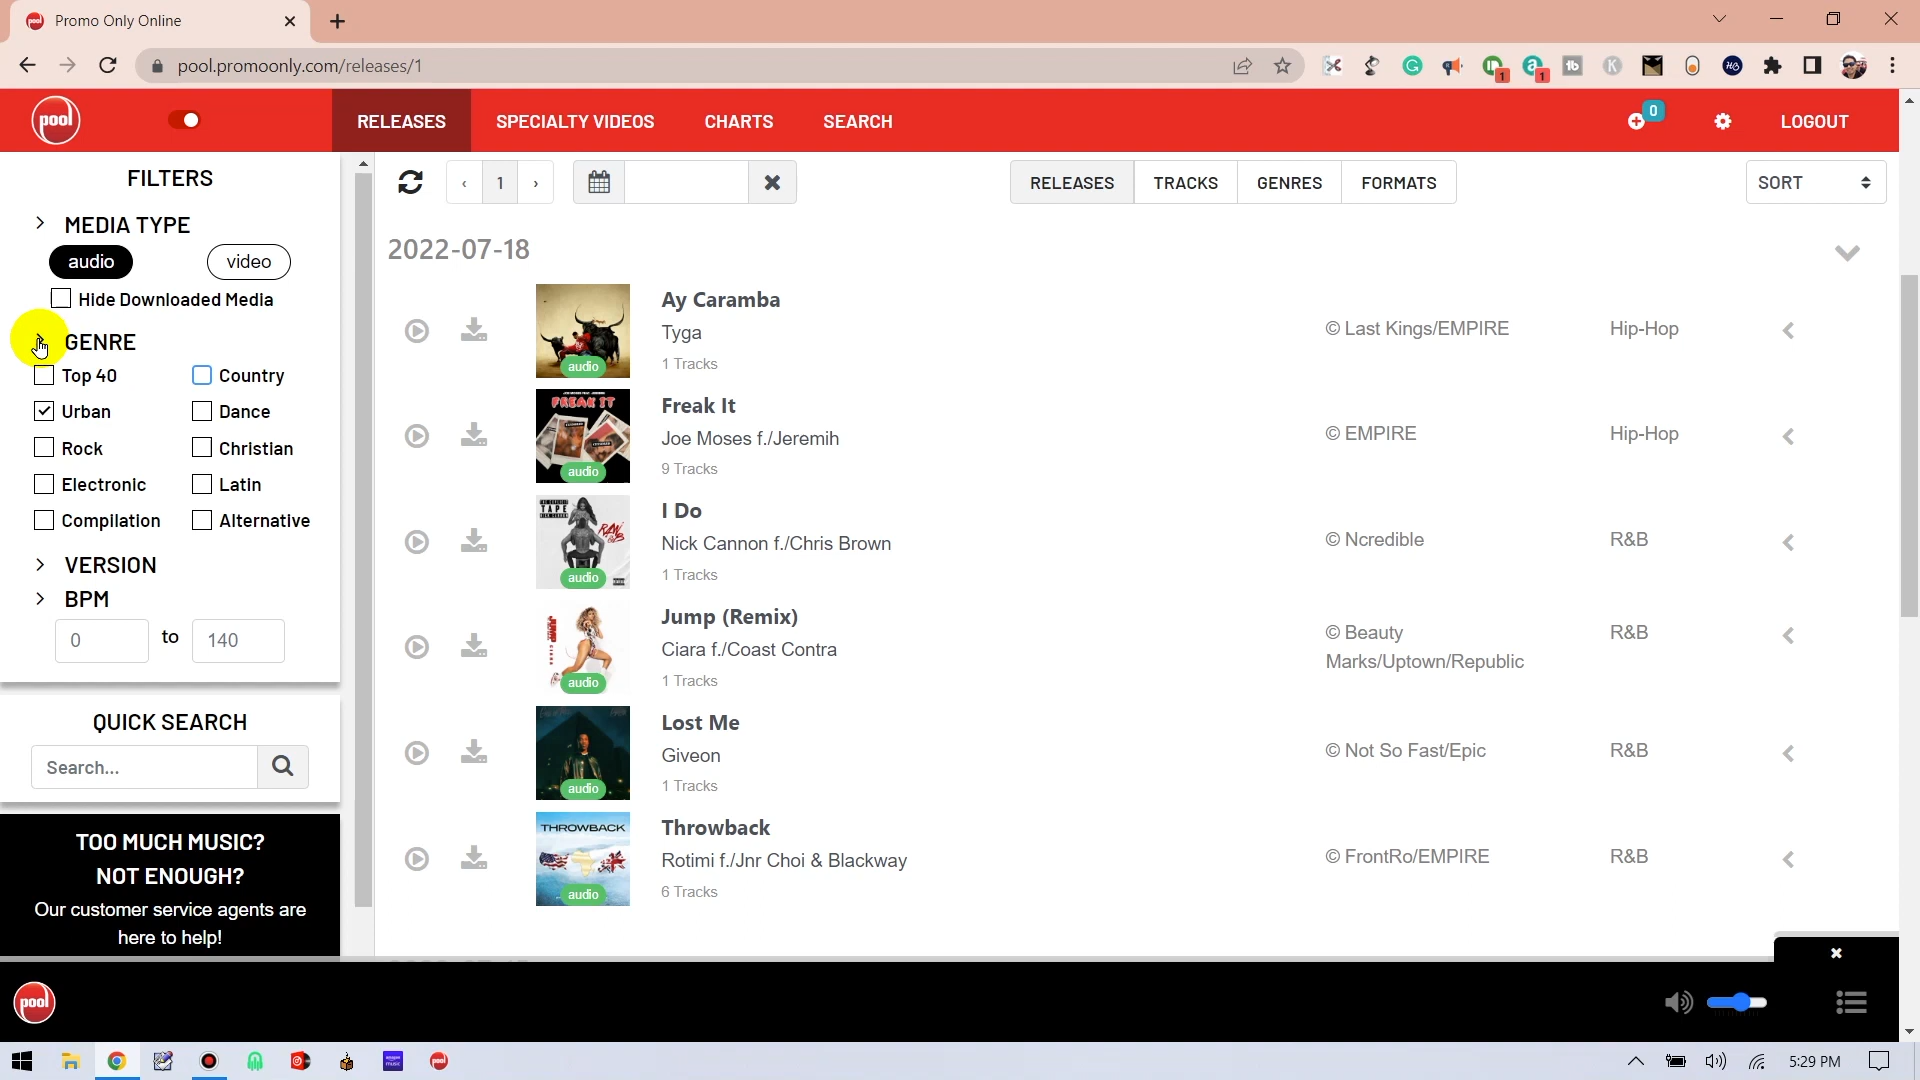 Promo Only Online
pool.promoonly.com/releases/1
1
1
pool
RELEASES
SPECIALTY VIDEOS
CHARTS
SEARCH
0
LOGOUT
FILTERS
MEDIA TYPE
audio
video
Hide Downloaded Media
GENRE
Top 40
Country
Urban
Dance
Rock
Christian
Electronic
Latin
Compilation
Alternative
VERSION
BPM
0 to 140
QUICK SEARCH
Search...
TOO MUCH MUSIC?
NOT ENOUGH?
Our customer service agents are
here to help!
1
RELEASES
TRACKS
GENRES
FORMATS
SORT
2022-07-18
audio
Ay Caramba
Tyga
1 Tracks
© Last Kings/EMPIRE
Hip-Hop
FREAK IT
audio
Freak It
Joe Moses f./Jeremih
9 Tracks
© EMPIRE
Hip-Hop
audio
I Do
Nick Cannon f./Chris Brown
1 Tracks
© Ncredible
R&B
audio
Jump (Remix)
Ciara f./Coast Contra
1 Tracks
© Beauty
Marks/Uptown/Republic
R&B
audio
Lost Me
Giveon
1 Tracks
© Not So Fast/Epic
R&B
THROWBACK
audio
Throwback
Rotimi f./Jnr Choi & Blackway
6 Tracks
© FrontRo/EMPIRE
R&B
pool
5:29 PM